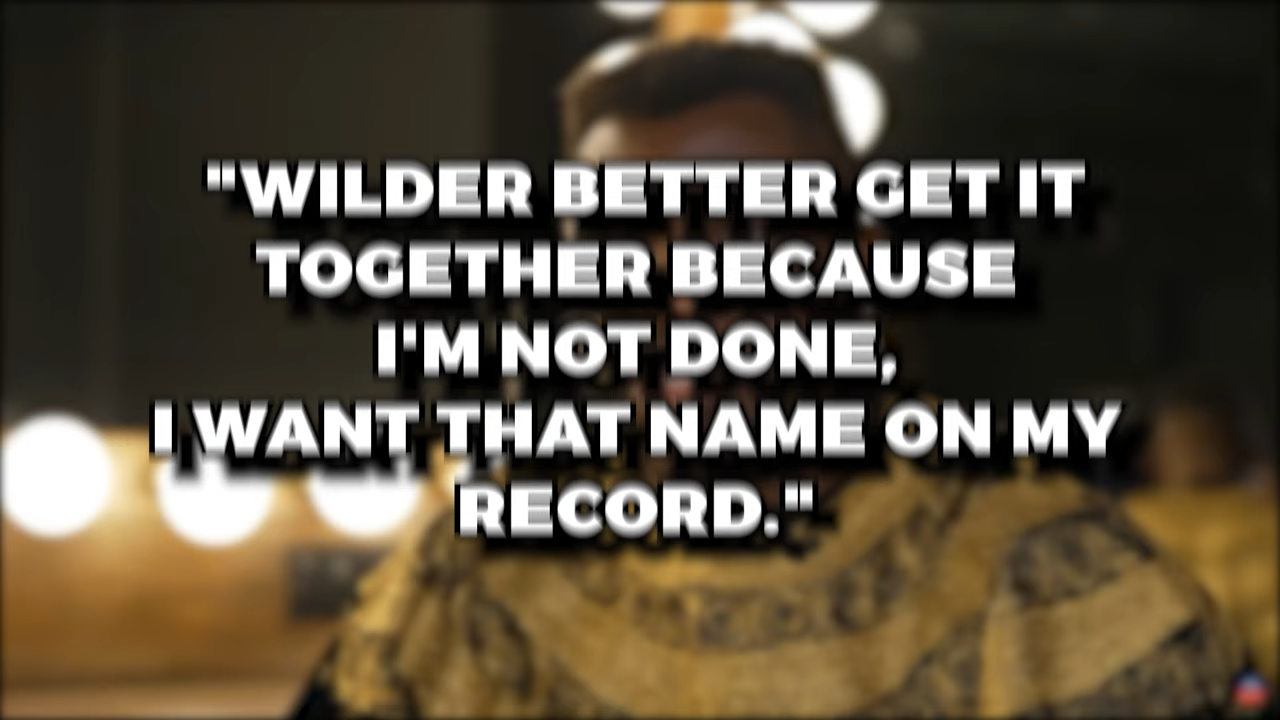 "WILDER BETTER GET IT
TOGETHER BECAUSE
I'M NOT DONE,
I WANT THAT NAME ON MY
RECORD."